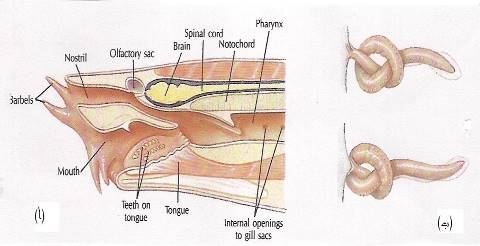 Pharynx
Spinal cord
Notochord
Brain
Olfactory sac
Nostril
Barbels
Mouth
Teeth on
tongue
Tongue
Internal openings
to gill sacs
(أ)
(ب)